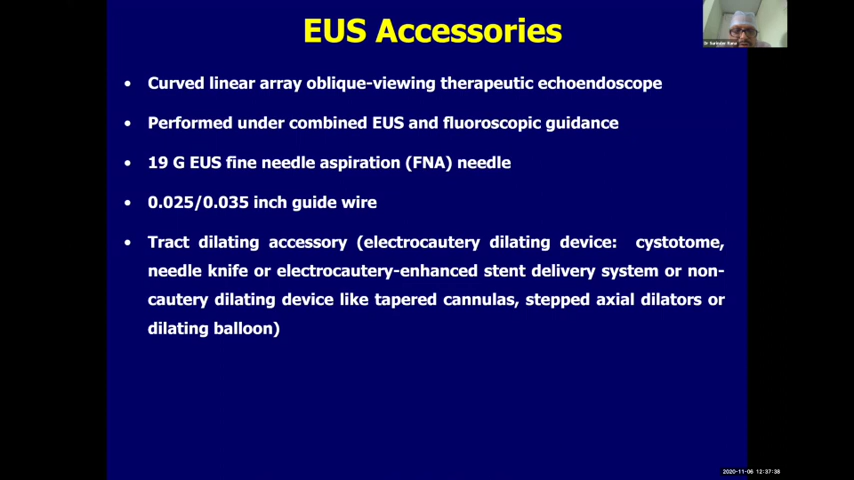 EUS Accessories
• Curved linear array oblique-viewing therapeutic echoendoscope
• Performed under combined EUS and fluoroscopic guidance
• 19 G EUS fine needle aspiration (FNA) needle
• 0.025/0.035 inch guide wire
• Tract dilating accessory (electrocautery dilating device: cystotome,
needle knife or electrocautery-enhanced stent delivery system or non-
cautery dilating device like tapered cannulas, stepped axial dilators or
dilating balloon)
Dr Surinder Rana
2020-11-06 12:37:38